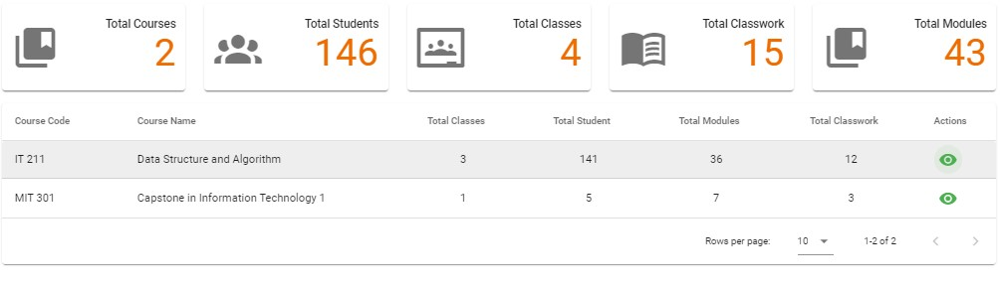 Total Courses
2
Total Students
146
Total Classes
4
Total Classwork
15
Total Modules
43
Course Code Course Name Total Classes Total Student Total Modules Total Classwork Actions
IT 211 Data Structure and Algorithm 3 141 36 12
MIT 301 Capstone in Information Technology 1 1 5 7 3
Rows per page: 10 1-2 of 2